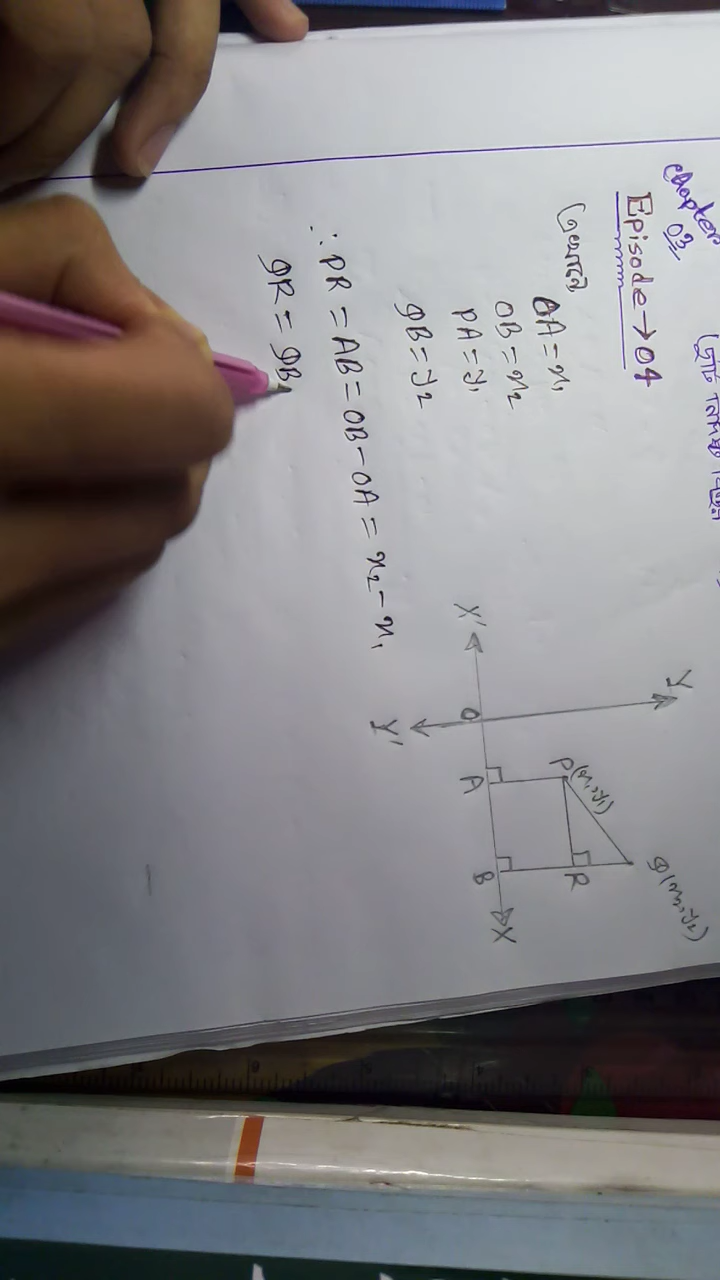 Chapter
03
Episode → 04
এখানে
OA = x₁
OB = x₂
PA = y₁
QB = y₂
∴ PR = AB = OB - OA = x₂ - x₁
QR = QB
Y
X'
O
Y'
A
B
X
P(x₁, y₁)
R
Q(x₂, y₂)